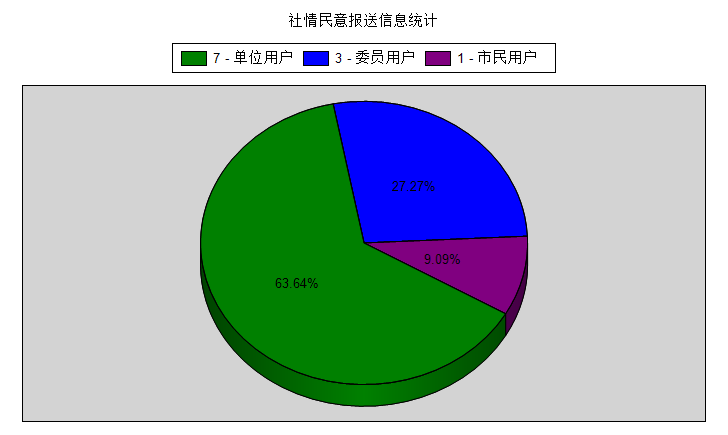 社情民意报送信息统计
7 - 单位用户 3 - 委员用户 1 - 市民用户
27.27%
9.09%
63.64%